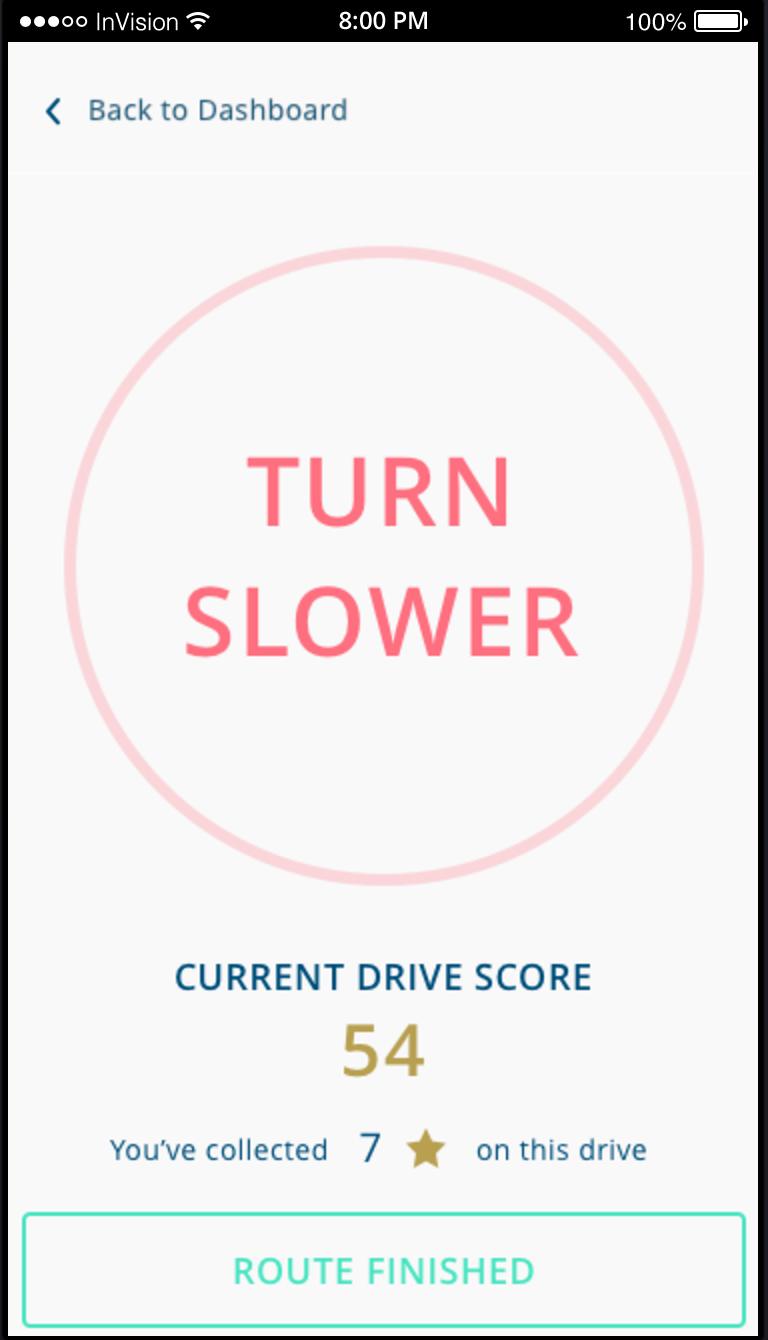 InVision 8:00 PM 100%
Back to Dashboard
TURN
SLOWER
CURRENT DRIVE SCORE
54
You’ve collected 7 on this drive
ROUTE FINISHED